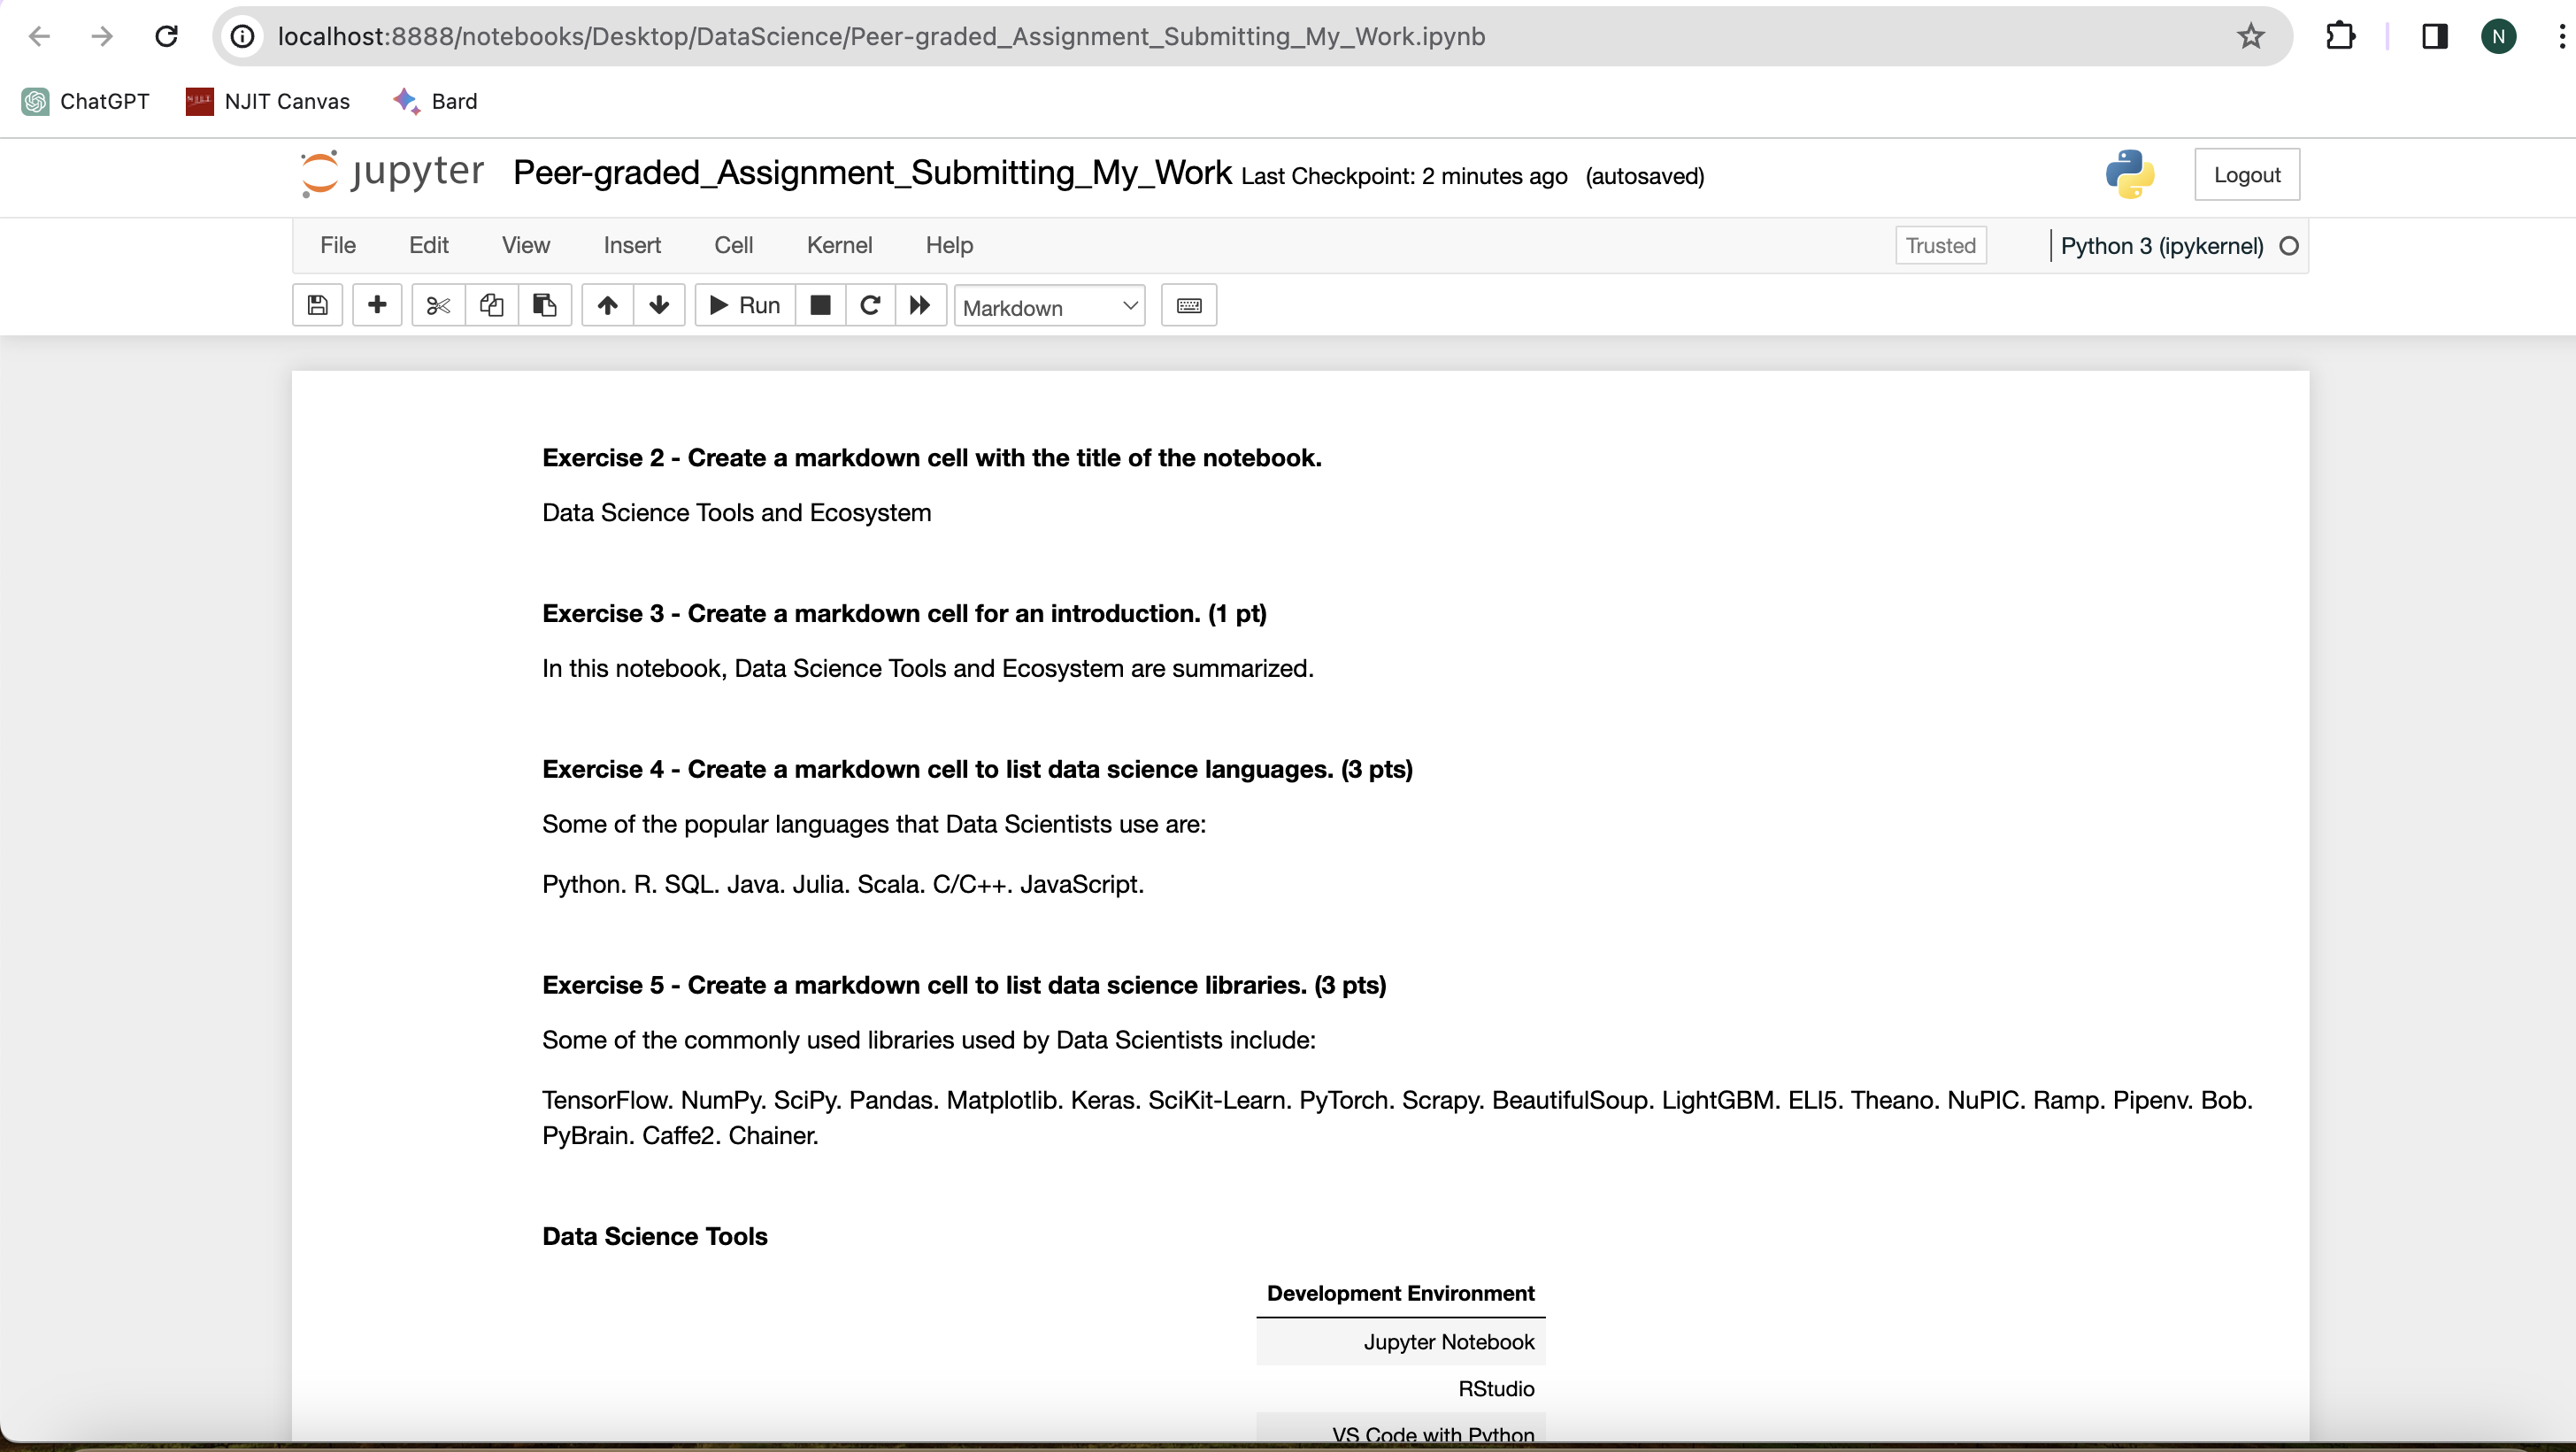 localhost:8888/notebooks/Desktop/DataScience/Peer-graded_Assignment_Submitting_My_Work.ipynb
N
ChatGPT
NJIT Canvas
Bard
jupyter Peer-graded_Assignment_Submitting_My_Work Last Checkpoint: 2 minutes ago (autosaved)
Logout
File Edit View Insert Cell Kernel Help
Trusted
Python 3 (ipykernel)
Run
Markdown
Exercise 2 - Create a markdown cell with the title of the notebook.
Data Science Tools and Ecosystem
Exercise 3 - Create a markdown cell for an introduction. (1 pt)
In this notebook, Data Science Tools and Ecosystem are summarized.
Exercise 4 - Create a markdown cell to list data science languages. (3 pts)
Some of the popular languages that Data Scientists use are:
Python. R. SQL. Java. Julia. Scala. C/C++. JavaScript.
Exercise 5 - Create a markdown cell to list data science libraries. (3 pts)
Some of the commonly used libraries used by Data Scientists include:
TensorFlow. NumPy. SciPy. Pandas. Matplotlib. Keras. SciKit-Learn. PyTorch. Scrapy. BeautifulSoup. LightGBM. ELI5. Theano. NuPIC. Ramp. Pipenv. Bob.
PyBrain. Caffe2. Chainer.
Data Science Tools
Development Environment
Jupyter Notebook
RStudio
VS Code with Python